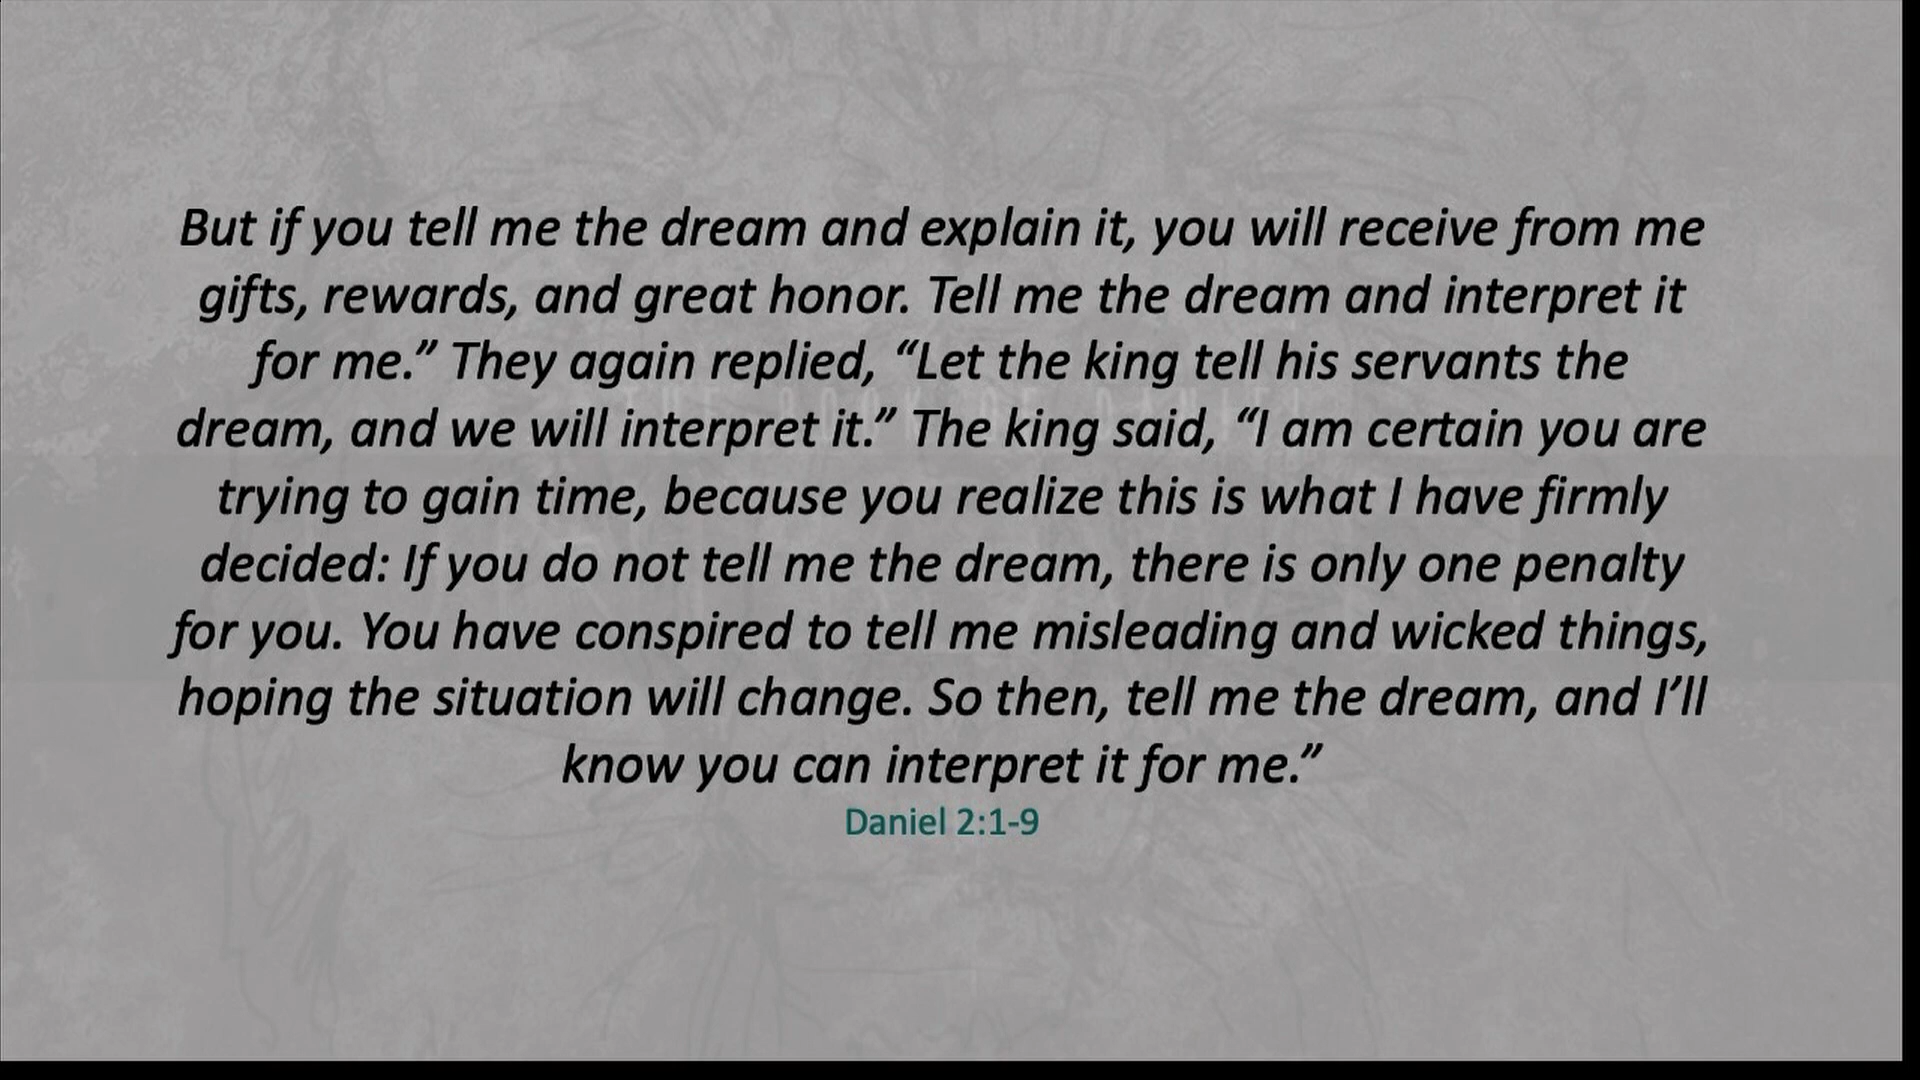 But if you tell me the dream and explain it, you will receive from me
gifts, rewards, and great honor. Tell me the dream and interpret it
for me.” They again replied, “Let the king tell his servants the
dream, and we will interpret it.” The king said, “I am certain you are
trying to gain time, because you realize this is what I have firmly
decided: If you do not tell me the dream, there is only one penalty
for you. You have conspired to tell me misleading and wicked things,
hoping the situation will change. So then, tell me the dream, and I’ll
know you can interpret it for me.”
Daniel 2:1-9